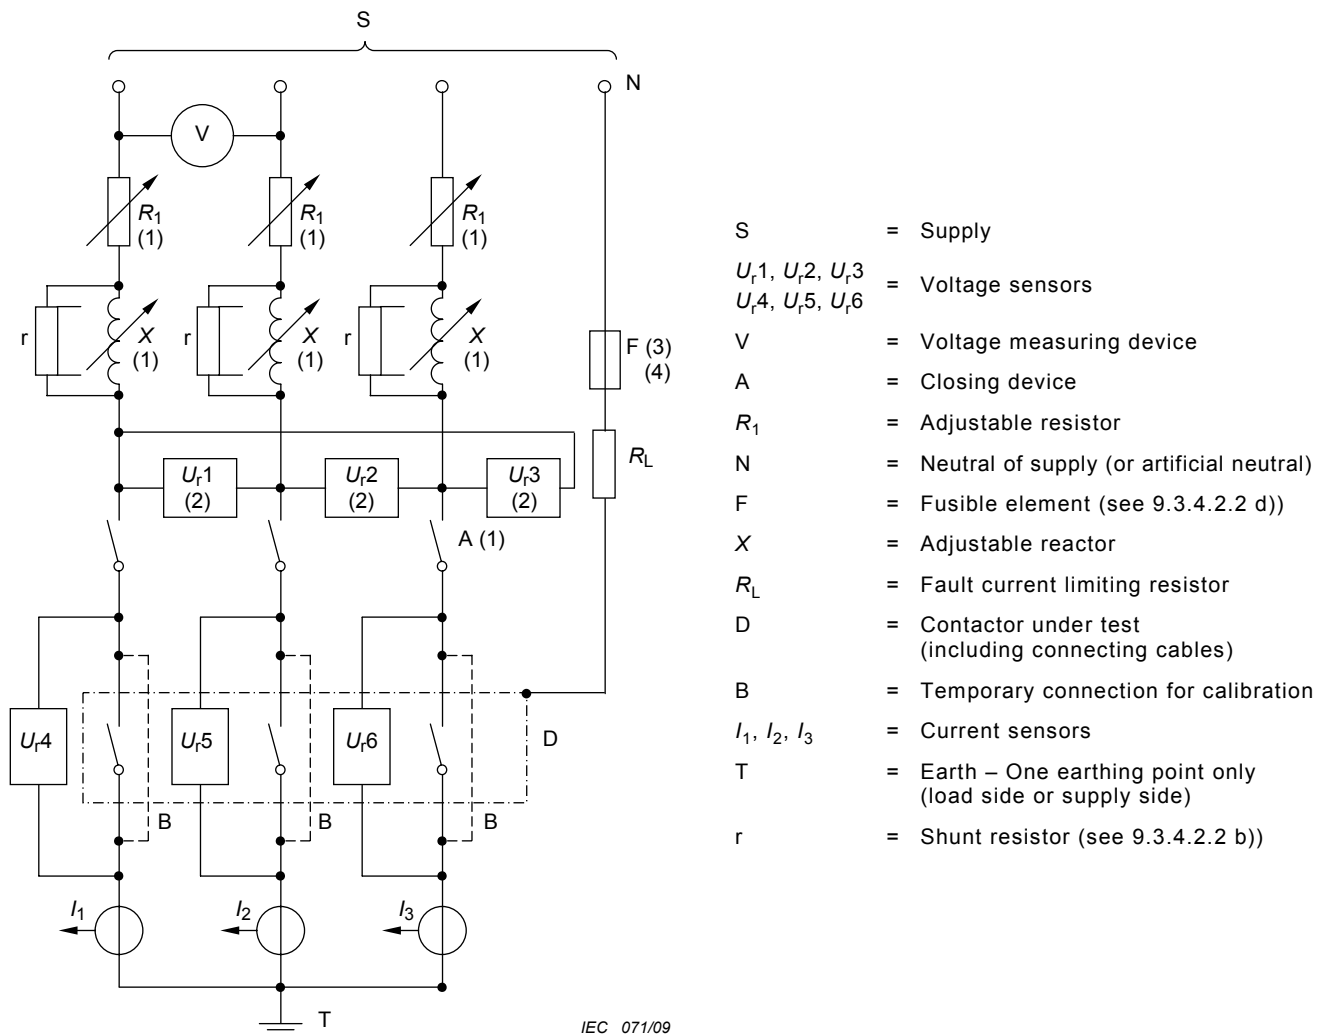 S
N
V
R1 R1 R1
(1) (1) (1)
r X r X r X
(1) (1) (1)
F (3)
(4)
RL
Ur1 Ur2 Ur3
(2) (2) (2)
A (1)
Ur4 Ur5 Ur6 D
B B B
I1 I2 I3
T
IEC 071/09
S = Supply
Ur1, Ur2, Ur3
Ur4, Ur5, Ur6 = Voltage sensors
V = Voltage measuring device
A = Closing device
R1 = Adjustable resistor
N = Neutral of supply (or artificial neutral)
F = Fusible element (see 9.3.4.2.2 d))
X = Adjustable reactor
RL = Fault current limiting resistor
D = Contactor under test
(including connecting cables)
B = Temporary connection for calibration
I1, I2, I3 = Current sensors
T = Earth – One earthing point only
(load side or supply side)
r = Shunt resistor (see 9.3.4.2.2 b))